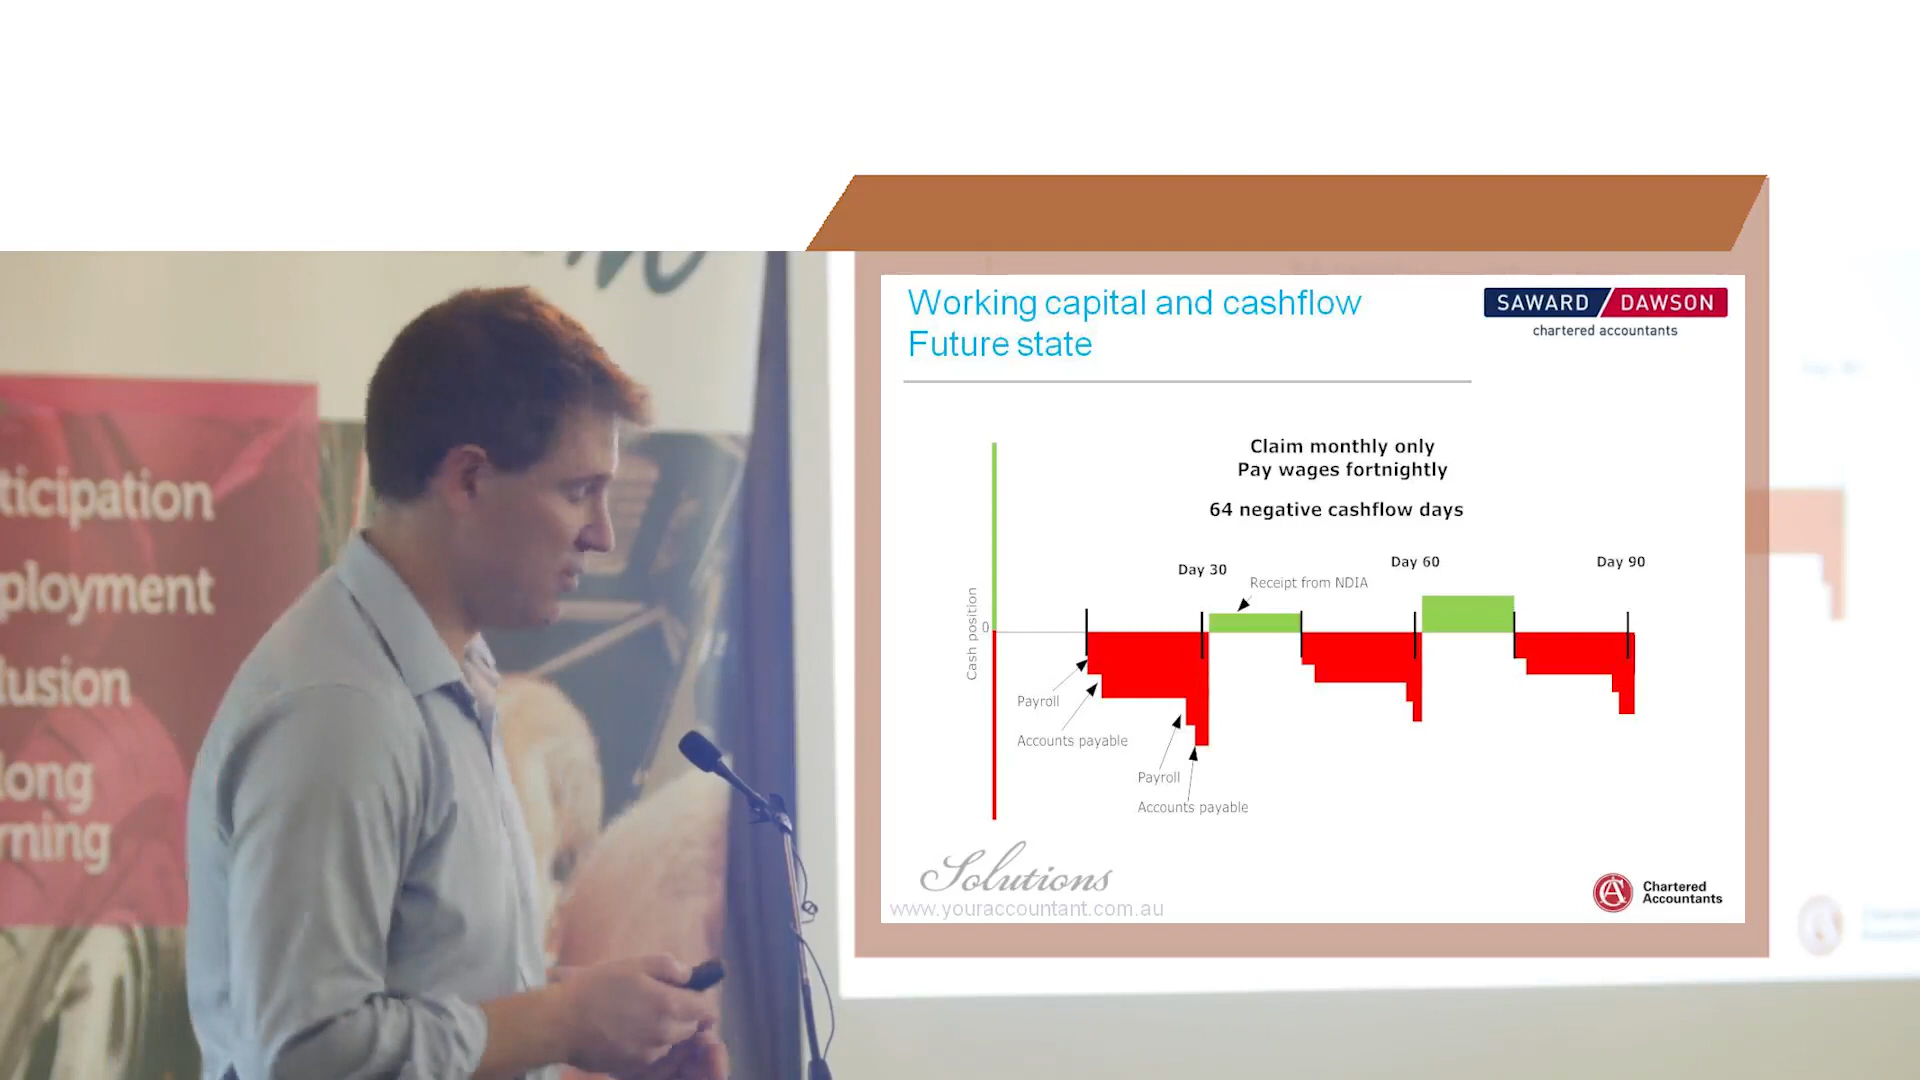 ticipation
ployment
lusion
long
rning
Working capital and cashflow
Future state
SAWARD DAWSON
chartered accountants
Claim monthly only
Pay wages fortnightly
64 negative cashflow days
Day 30
Day 60
Day 90
Receipt from NDIA
Cash position
0
Payroll
Accounts payable
Payroll
Accounts payable
Solutions
www.youraccountant.com.au
CA
Chartered
Accountants